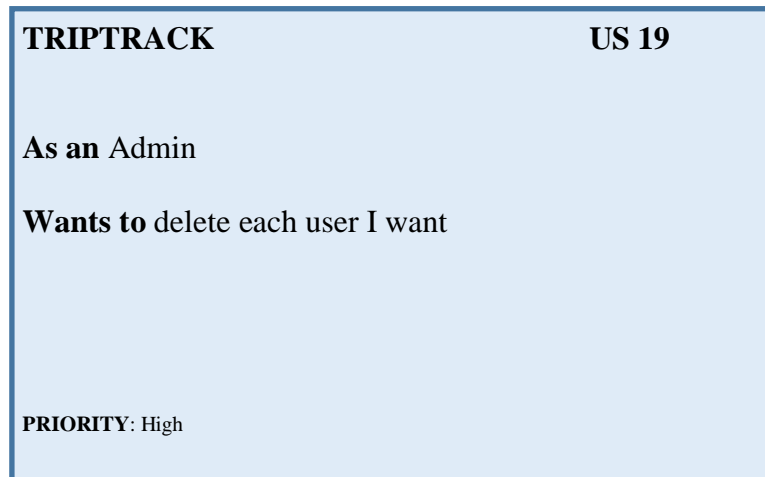 TRIPTRACK US 19
As an Admin
Wants to delete each user I want
PRIORITY: High